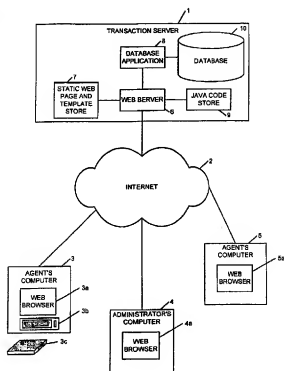 1
TRANSACTION SERVER
8
10
DATABASE
APPLICATION
DATABASE
7
STATIC WEB
PAGE AND
TEMPLATE
STORE
WEB SERVER
6
JAVA CODE
STORE
9
2
INTERNET
3
AGENT'S
COMPUTER
WEB
BROWSER
3a
3b
3c
4
ADMINISTRATOR'S
COMPUTER
WEB
BROWSER
4a
5
AGENT'S
COMPUTER
WEB
BROWSER
5a